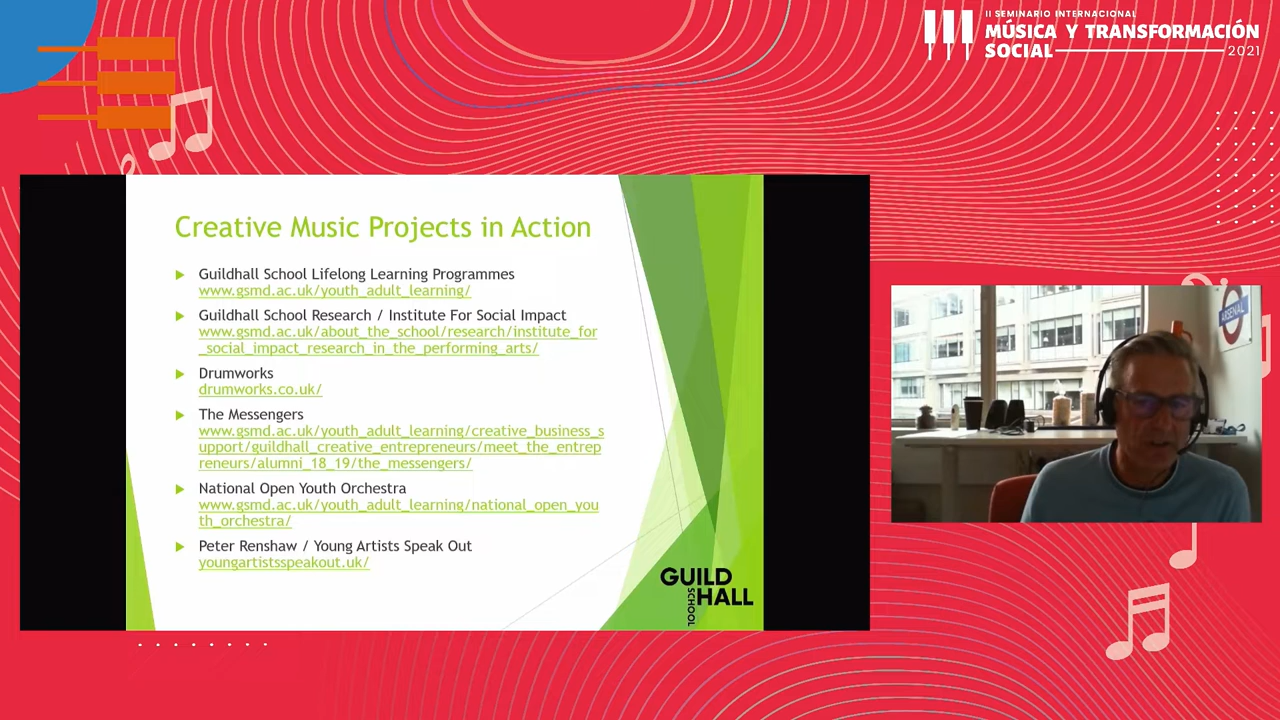 II SEMINARIO INTERNACIONAL
MÚSICA Y TRANSFORMACIÓN
SOCIAL
2021
Creative Music Projects in Action
Guildhall School Lifelong Learning Programmes
www.gsmd.ac.uk/youth_adult_learning/
Guildhall School Research / Institute For Social Impact
www.gsmd.ac.uk/about_the_school/research/institute_for
_social_impact_research_in_the_performing_arts/
Drumworks
drumworks.co.uk/
The Messengers
www.gsmd.ac.uk/youth_adult_learning/creative_business_s
upport/guildhall_creative_entrepreneurs/meet_the_entrep
reneurs/alumni_18_19/the_messengers/
National Open Youth Orchestra
www.gsmd.ac.uk/youth_adult_learning/national_open_you
th_orchestra/
Peter Renshaw / Young Artists Speak Out
youngartistsspeakout.uk/
GUILD
SCHOOL
HALL
ARSENAL